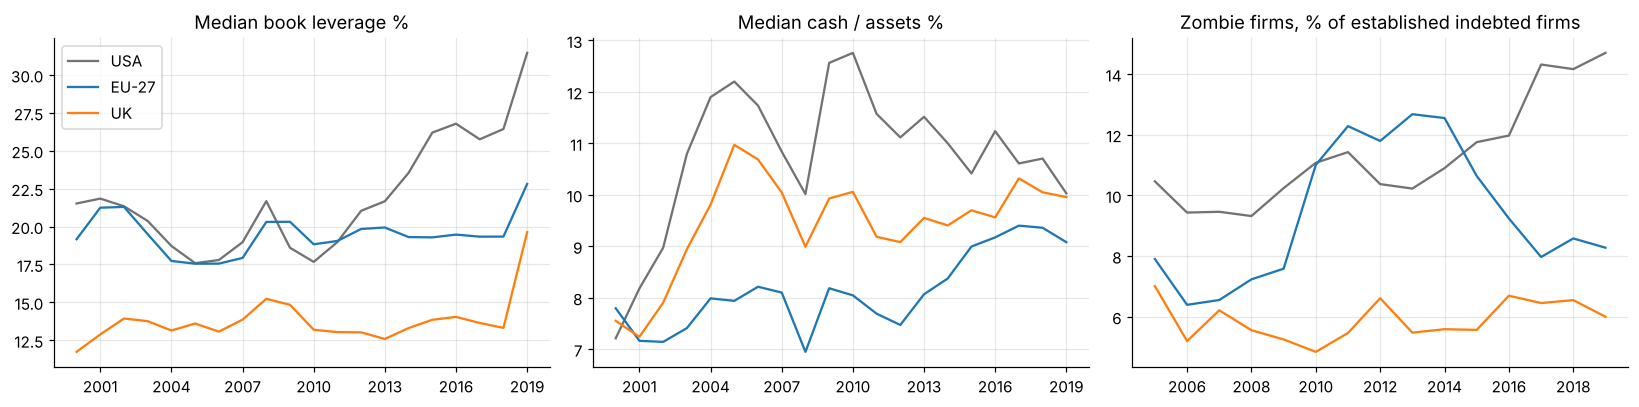 Median book leverage %
USA
EU-27
UK
30.0
27.5
25.0
22.5
20.0
17.5
15.0
12.5
2001 2004 2007 2010 2013 2016 2019
Median cash / assets %
13
12
11
10
9
8
7
2001 2004 2007 2010 2013 2016 2019
Zombie firms, % of established indebted firms
14
12
10
8
6
2006 2008 2010 2012 2014 2016 2018